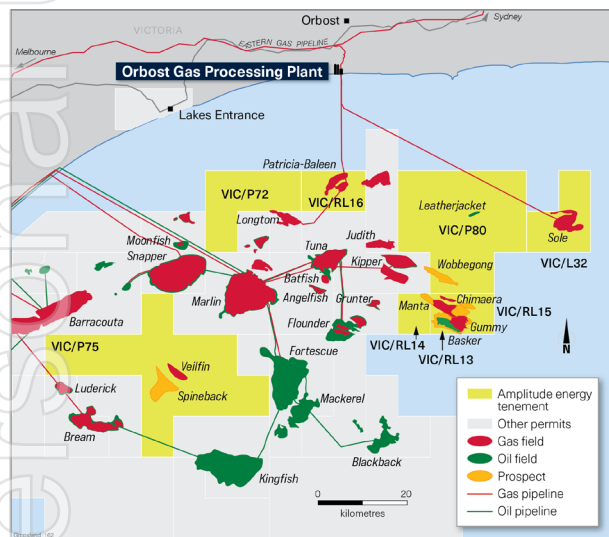 Orbost
Sydney
VICTORIA
EASTERN GAS PIPELINE
Melbourne
Orbost Gas Processing Plant
Lakes Entrance
Patricia-Baleen
VIC/P72
VIC/RL16
Leatherjacket
Longtom
VIC/P80
Judith
Sole
Moonfish
Tuna
Snapper
Kipper
VIC/L32
Wobbegong
Batfish
Marlin
Angelfish
Grunter
Manta
Chimaera
VIC/RL15
Barracouta
Flounder
Gummy
Basker
VIC/RL14
VIC/P75
VIC/RL13
Fortescue
N
Veilfin
Luderick
Spineback
Mackerel
Bream
Blackback
Kingfish
0
20
kilometres
Amplitude energy
tenement
Other permits
Gas field
Oil field
Prospect
Gas pipeline
Oil pipeline
ersonal